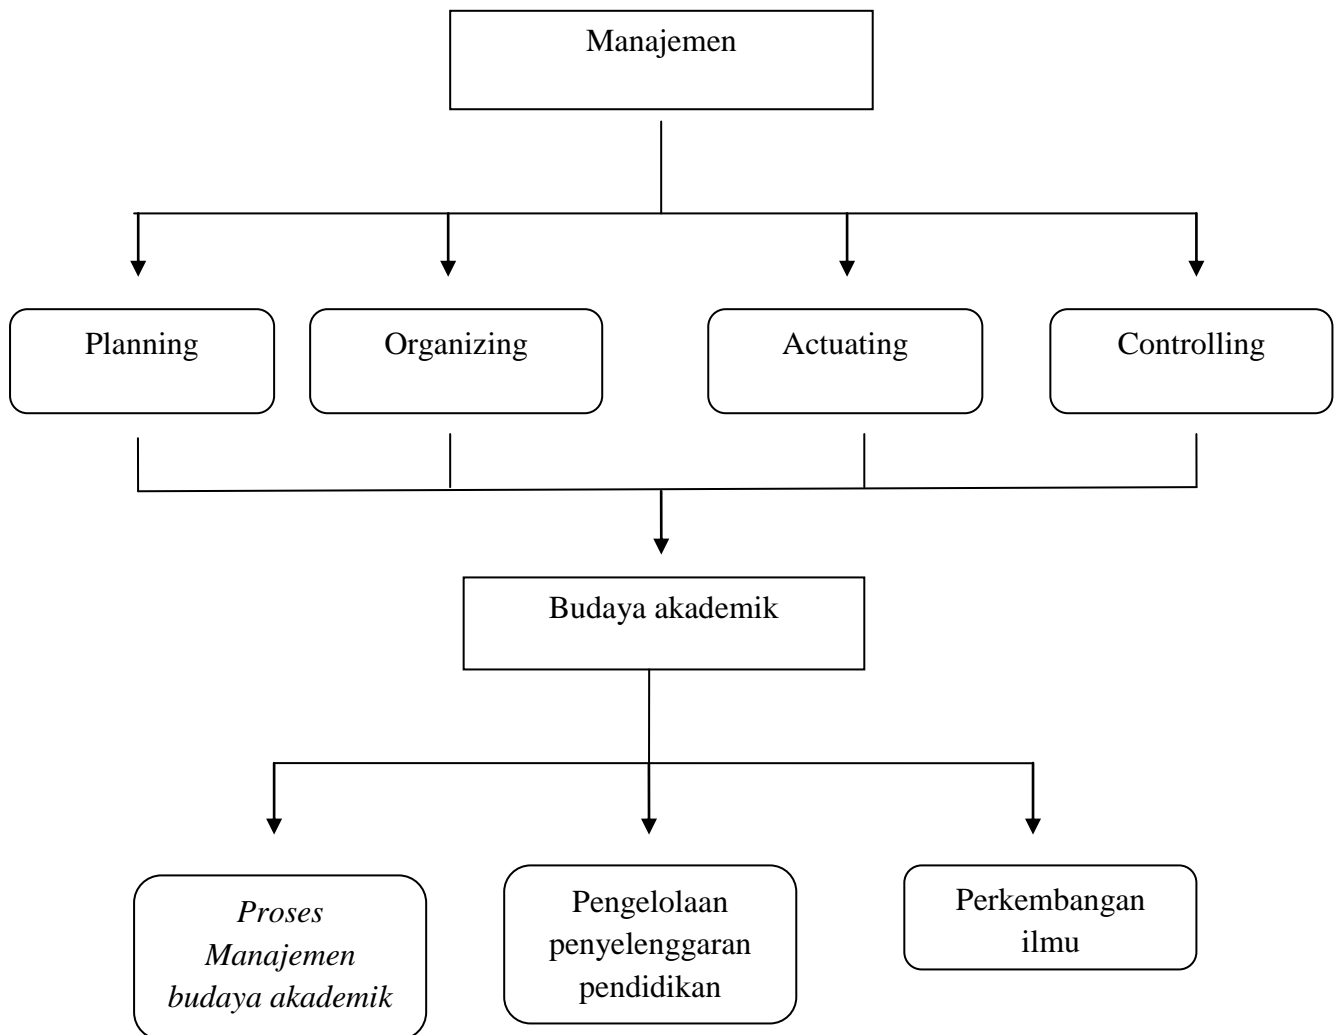 Manajemen
Planning
Organizing
Actuating
Controlling
Budaya akademik
Proses
Manajemen
budaya akademik
Pengelolaan
penyelenggaran
pendidikan
Perkembangan
ilmu